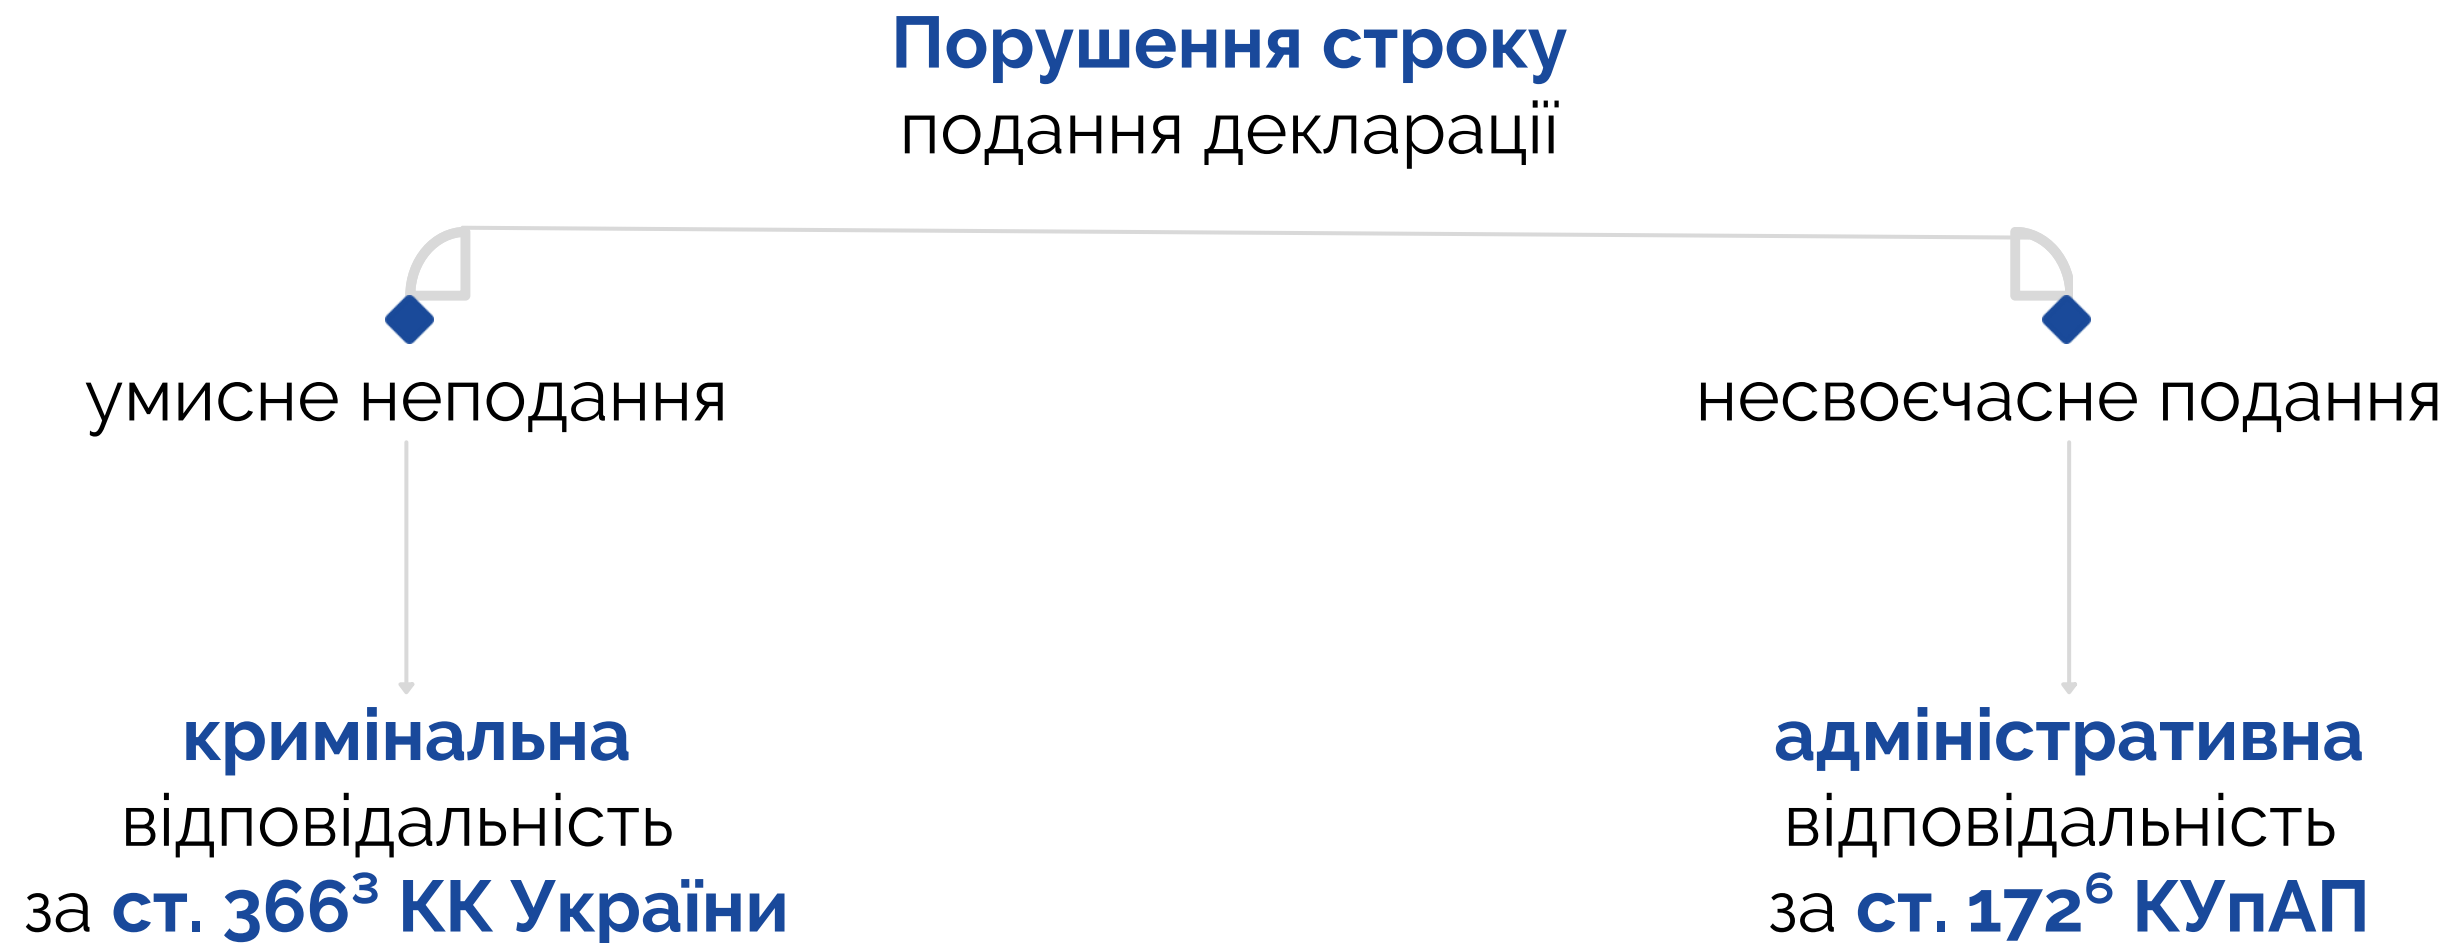 Порушення строку
подання декларації
умисне неподання
несвоєчасне подання
кримінальна
відповідальність
за ст. 366³ КК України
адміністративна
відповідальність
за ст. 172⁶ КУпАП